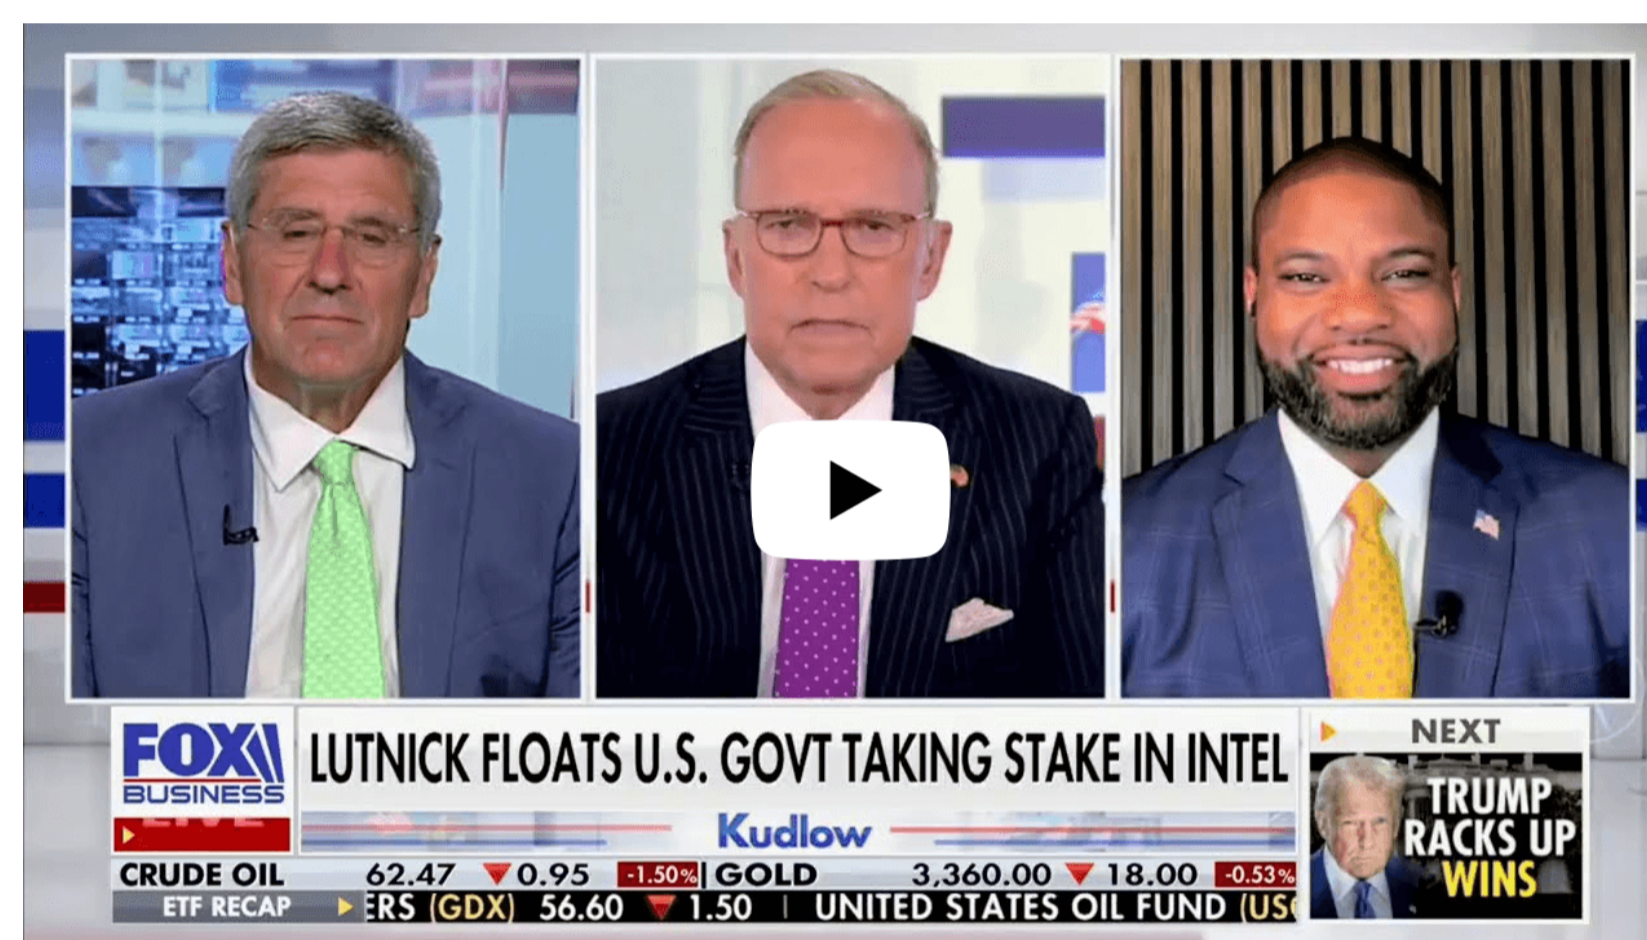 FOX
BUSINESS
LIVE
LUTNICK FLOATS U.S. GOVT TAKING STAKE IN INTEL
Kudlow
NEXT
TRUMP
RACKS UP
WINS
CRUDE OIL 62.47 ▼0.95 -1.50% | GOLD 3,360.00 ▼ 18.00 -0.53%
ETF RECAP ERS (GDX) 56.60 ▼ 1.50 | UNITED STATES OIL FUND (US